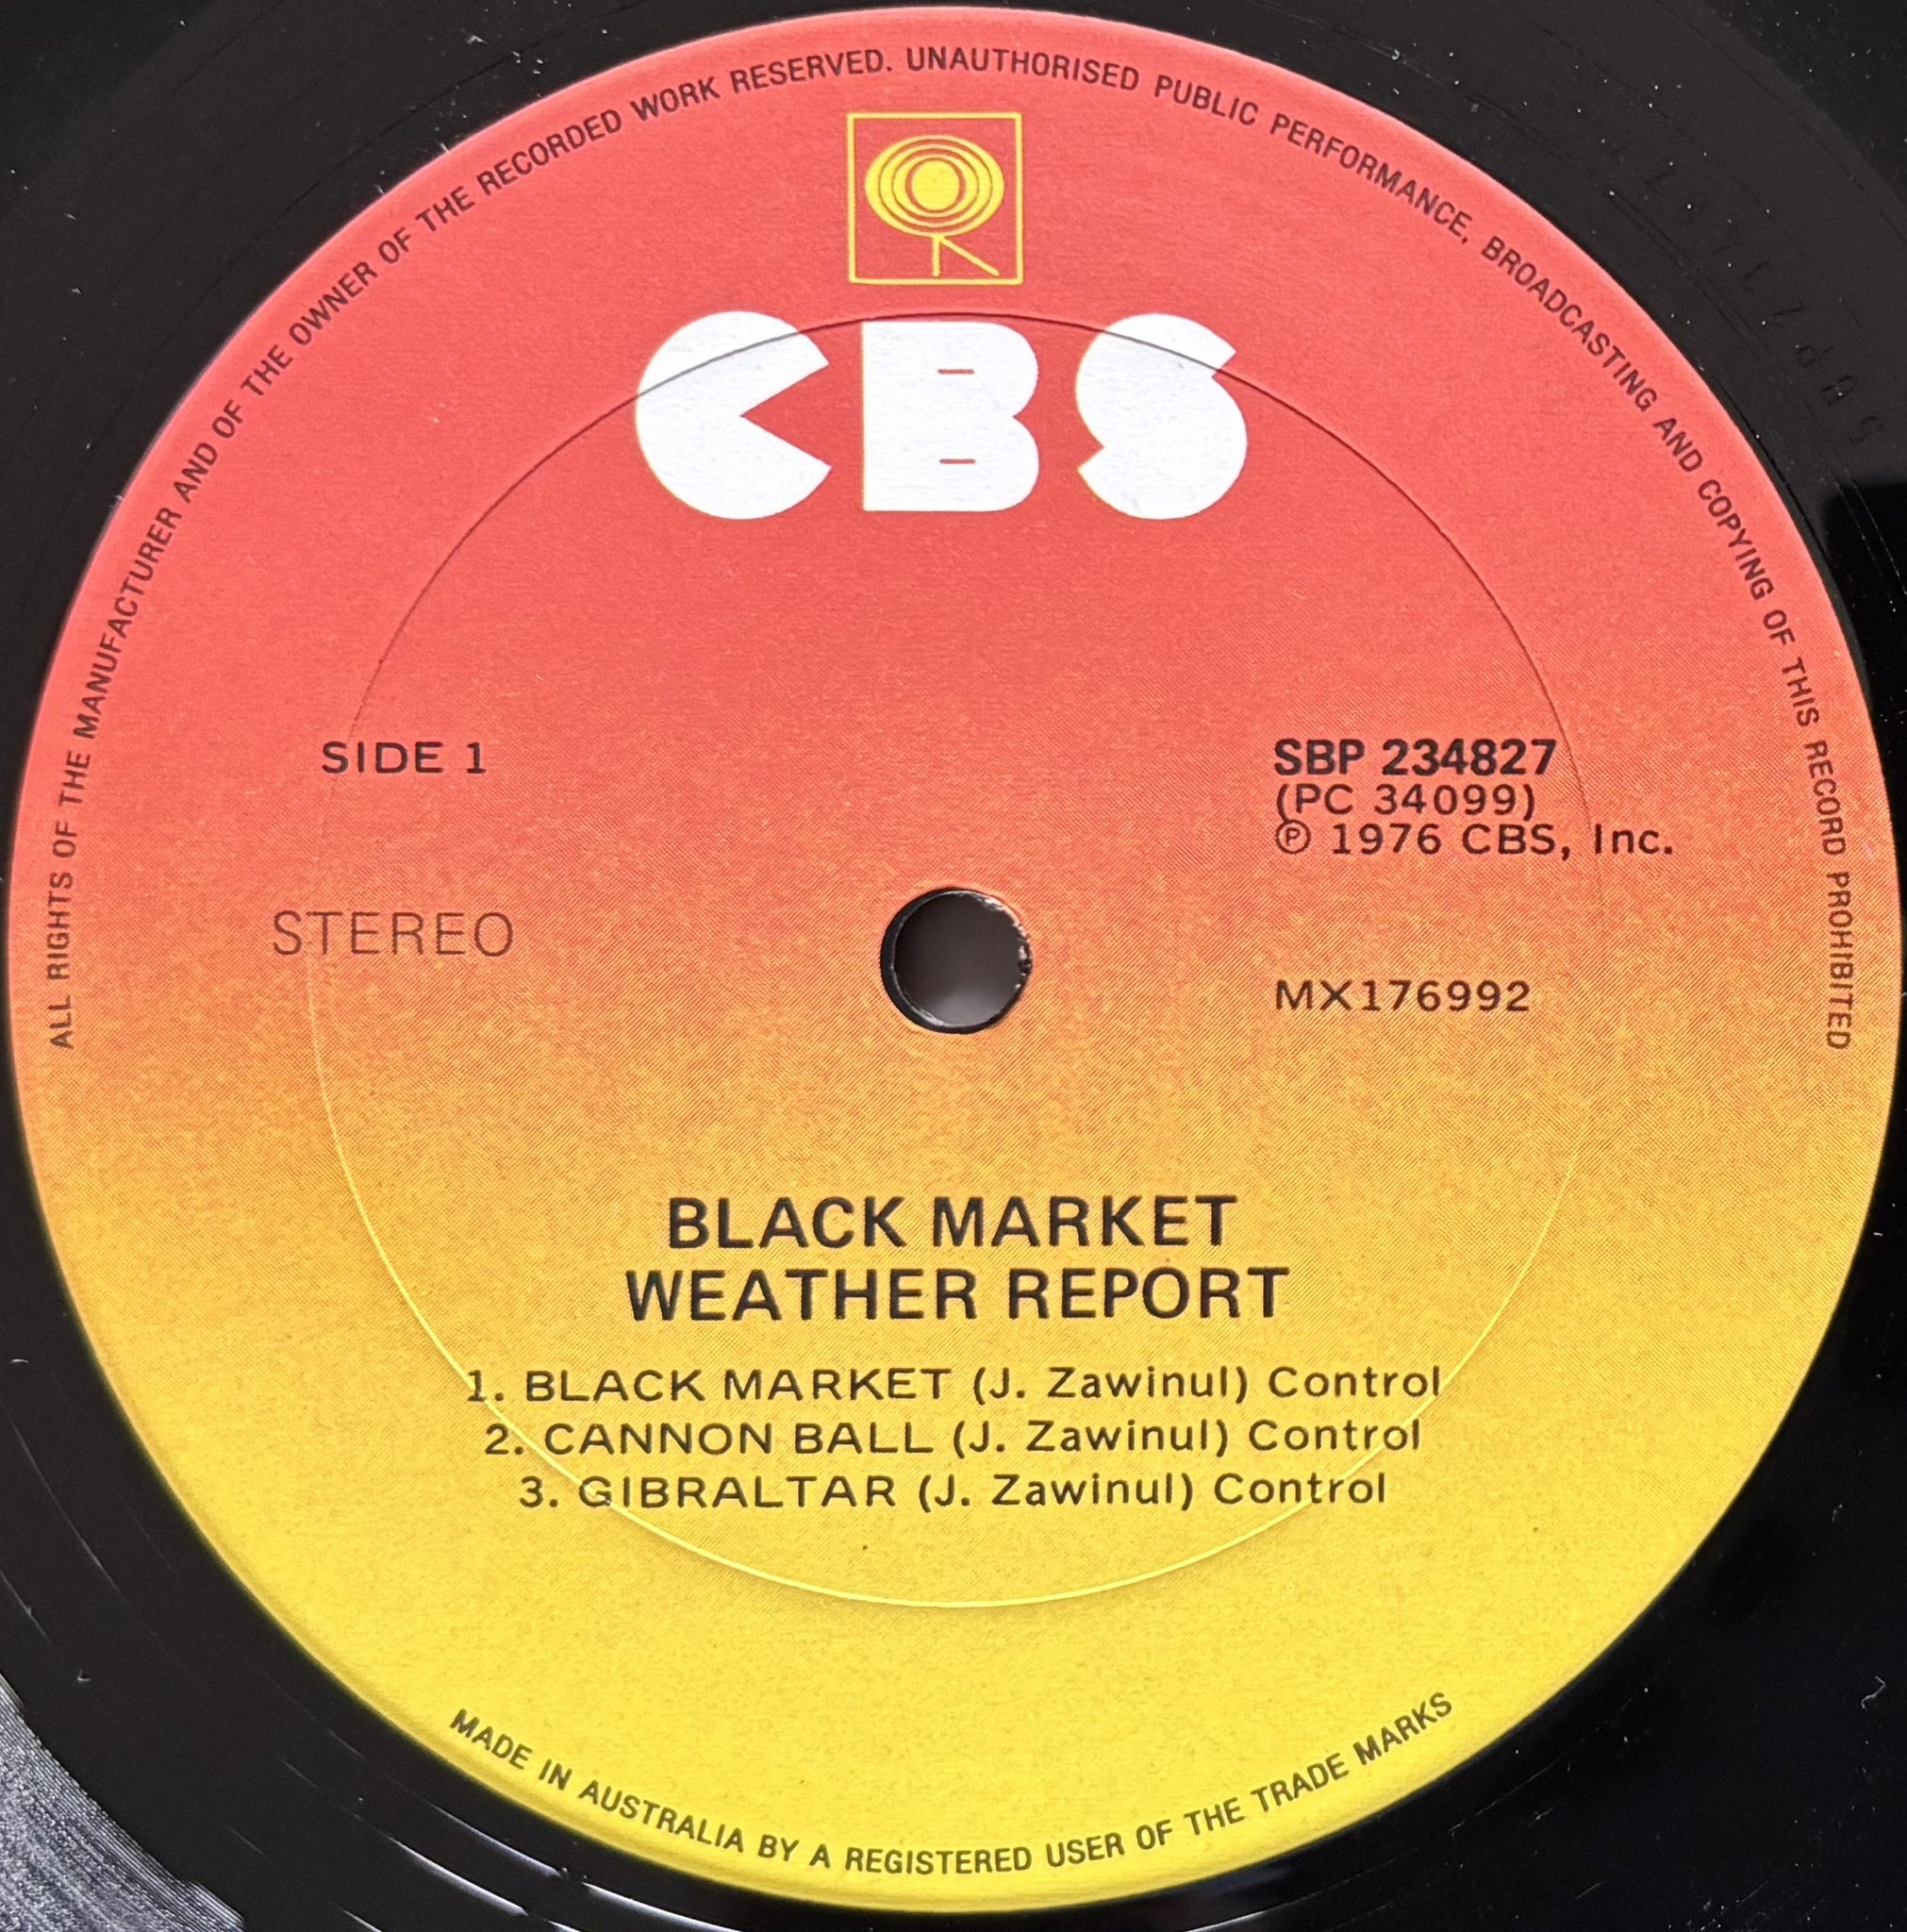 ALL RIGHTS OF THE MANUFACTURER AND OF THE OWNER OF THE RECORDED WORK RESERVED. UNAUTHORISED PUBLIC PERFORMANCE, BROADCASTING AND COPYING OF THIS RECORD PROHIBITED
CBS
SIDE 1
SBP 234827
(PC 34099)
℗ 1976 CBS, Inc.
STEREO
MX176992
BLACK MARKET
WEATHER REPORT
1. BLACK MARKET (J. Zawinul) Control
2. CANNON BALL (J. Zawinul) Control
3. GIBRALTAR (J. Zawinul) Control
MADE IN AUSTRALIA BY A REGISTERED USER OF THE TRADE MARKS